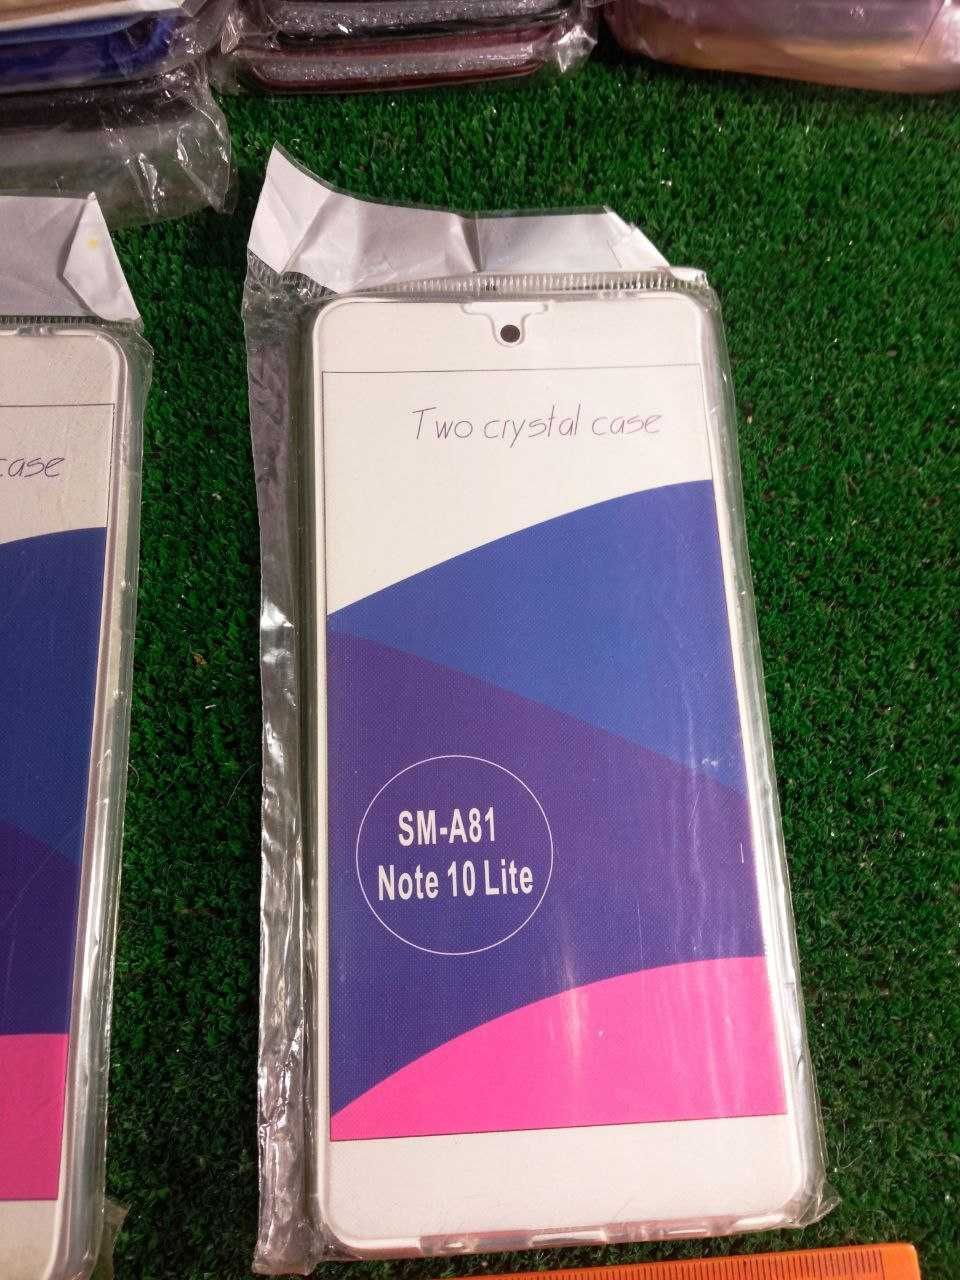 Two crystal case
case
SM-A81
Note 10 Lite